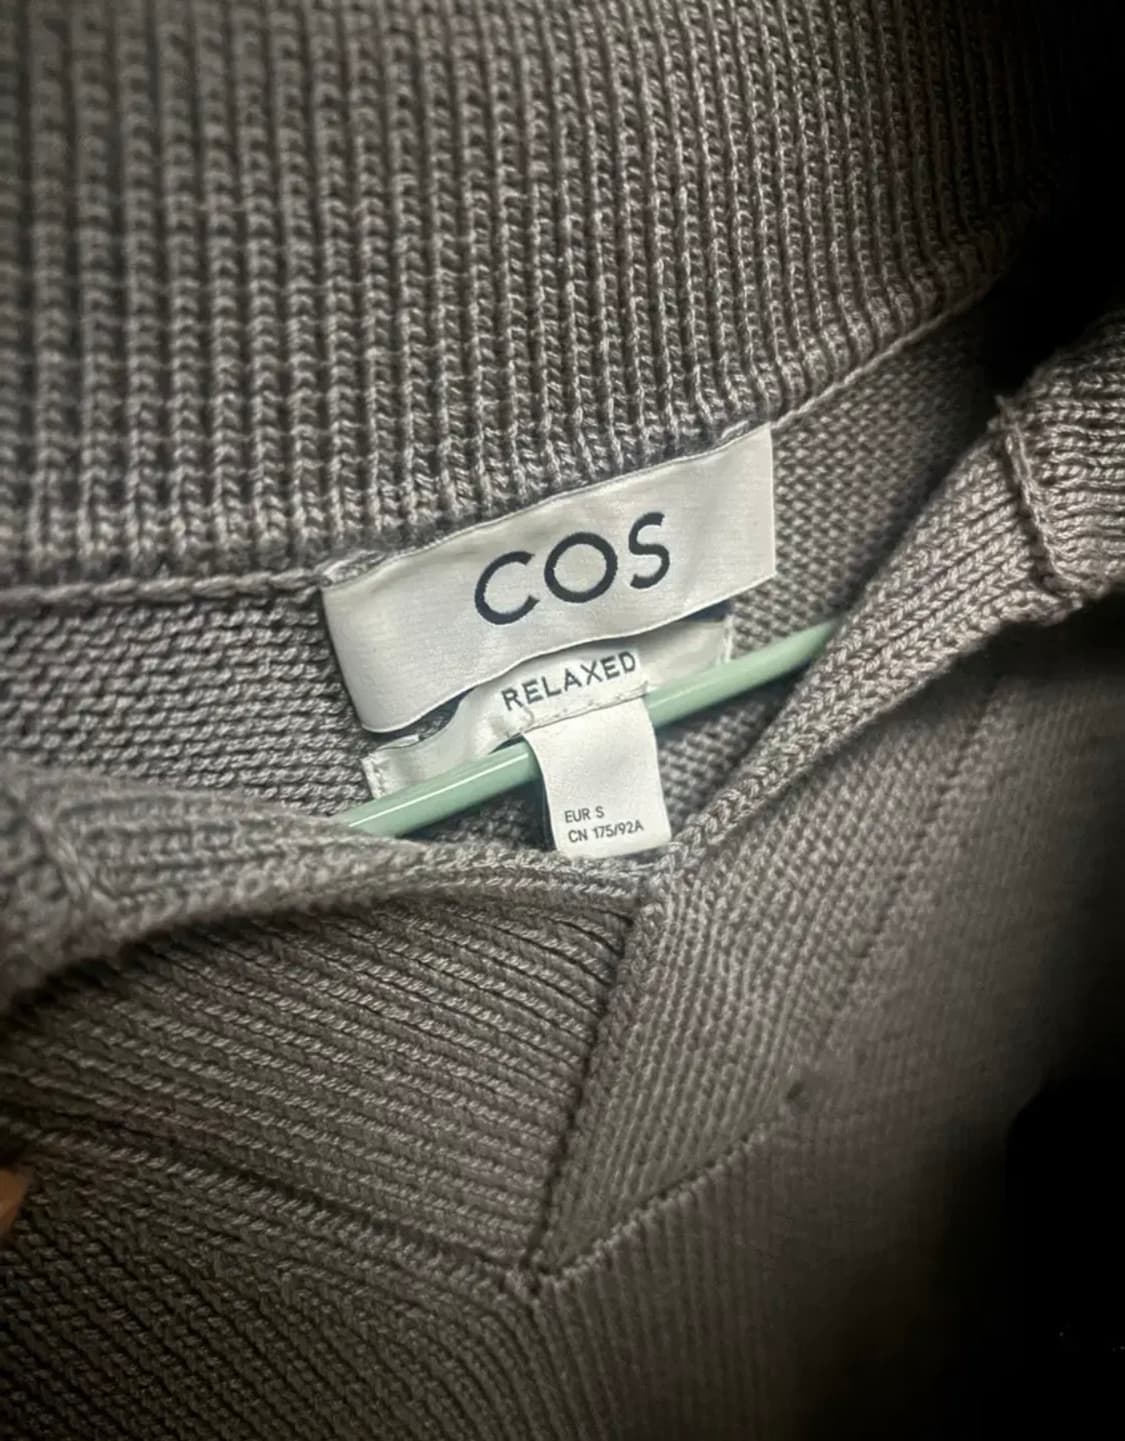 COS
RELAXED
EUR S
CN 175/92A